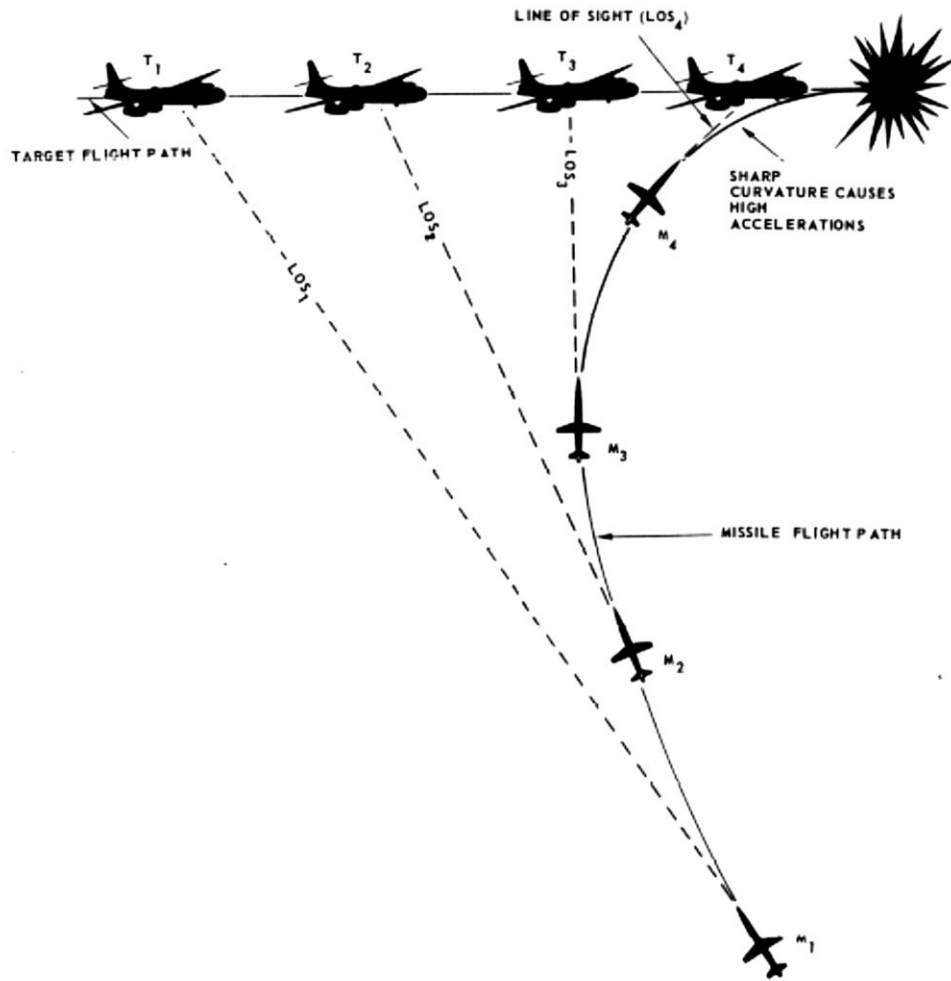 LINE OF SIGHT (LOS4)
T1
T2
T3
T4
TARGET FLIGHT PATH
LOS1
LOS2
LOS3
SHARP
CURVATURE CAUSES
HIGH
ACCELERATIONS
M4
M3
MISSILE FLIGHT PATH
M2
M1